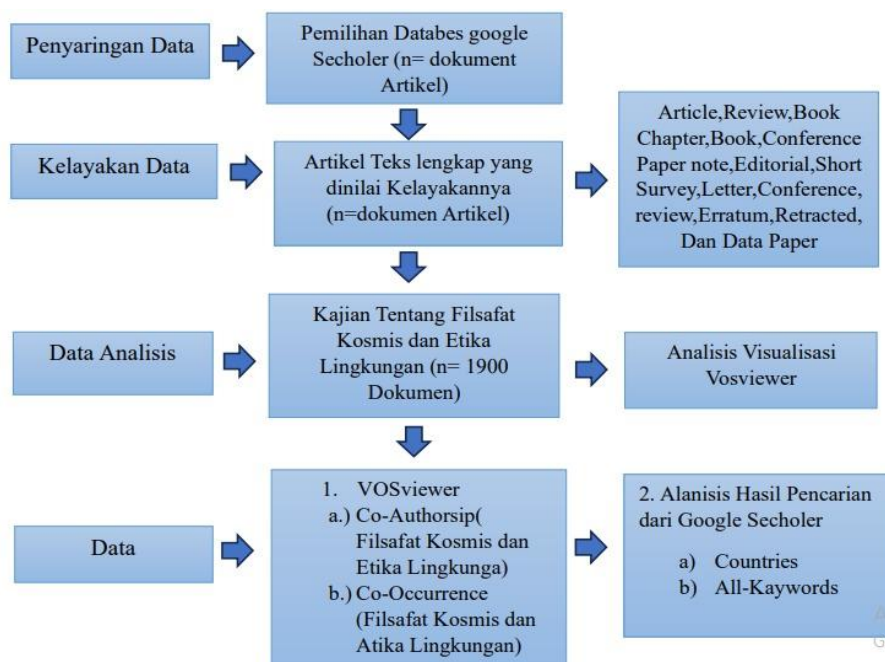 Penyaringan Data
Pemilihan Databes google
Secholer (n= dokument
Artikel)
Kelayakan Data
Artikel Teks lengkap yang
dinilai Kelayakannya
(n=dokumen Artikel)
Article,Review,Book
Chapter,Book,Conference
Paper note,Editorial,Short
Survey,Letter,Conference,
review,Erratum,Retracted,
Dan Data Paper
Data Analisis
Kajian Tentang Filsafat
Kosmis dan Etika
Lingkungan (n= 1900
Dokumen)
Analisis Visualisasi
Vosviewer
Data
1. VOSviewer
a.) Co-Authorsip(
Filsafat Kosmis dan
Etika Lingkunga)
b.) Co-Occurrence
(Filsafat Kosmis dan
Atika Lingkungan)
2. Alanisis Hasil Pencarian
dari Google Secholer
a) Countries
b) All-Kaywords